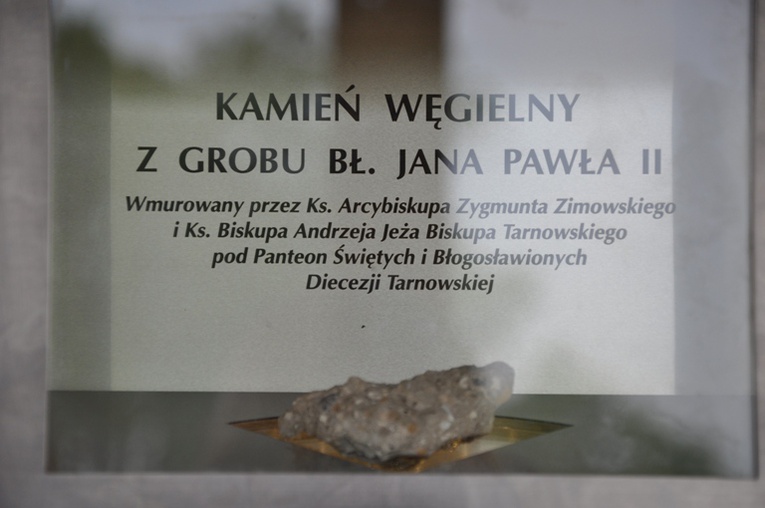 KAMIEŃ WĘGIELNY
Z GROBU BŁ. JANA PAWŁA II
Wmurowany przez Ks. Arcybiskupa Zygmunta Zimowskiego
i Ks. Biskupa Andrzeja Jeża Biskupa Tarnowskiego
pod Panteon Świętych i Błogosławionych
Diecezji Tarnowskiej